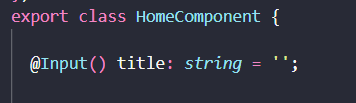 export class HomeComponent {
@Input() title: string = '';